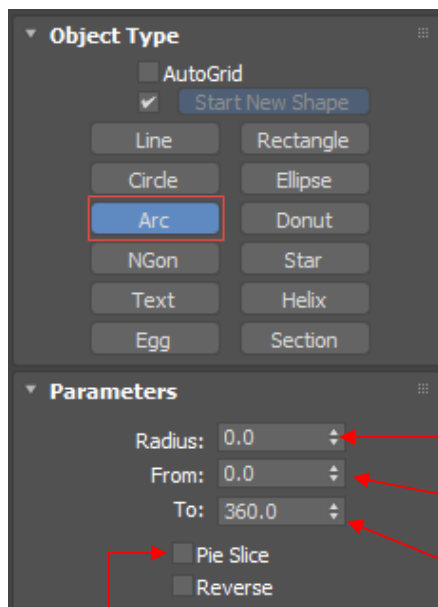 Object Type
AutoGrid
Start New Shape
Line Rectangle
Circle Ellipse
Arc Donut
NGon Star
Text Helix
Egg Section
Parameters
Radius: 0.0
From: 0.0
To: 360.0
Pie Slice
Reverse